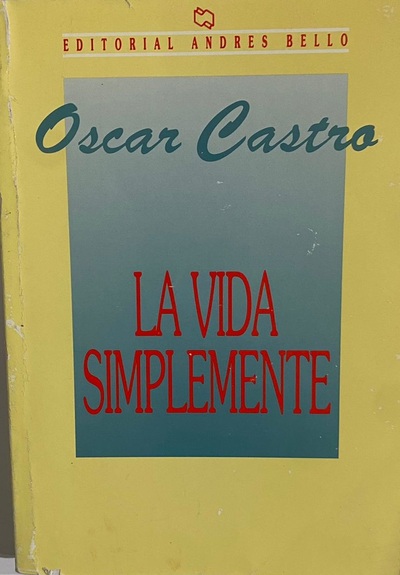 EDITORIAL ANDRES BELLO
Oscar Castro
LA VIDA
SIMPLEMENTE